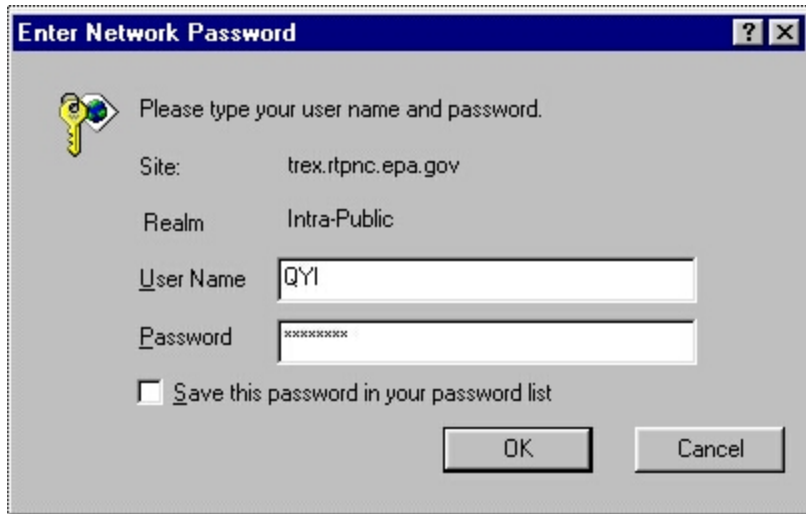 Enter Network Password
Please type your user name and password.
Site: trex.rtpnc.epa.gov
Realm Intra-Public
User Name QYI
Password ********
Save this password in your password list
OK Cancel